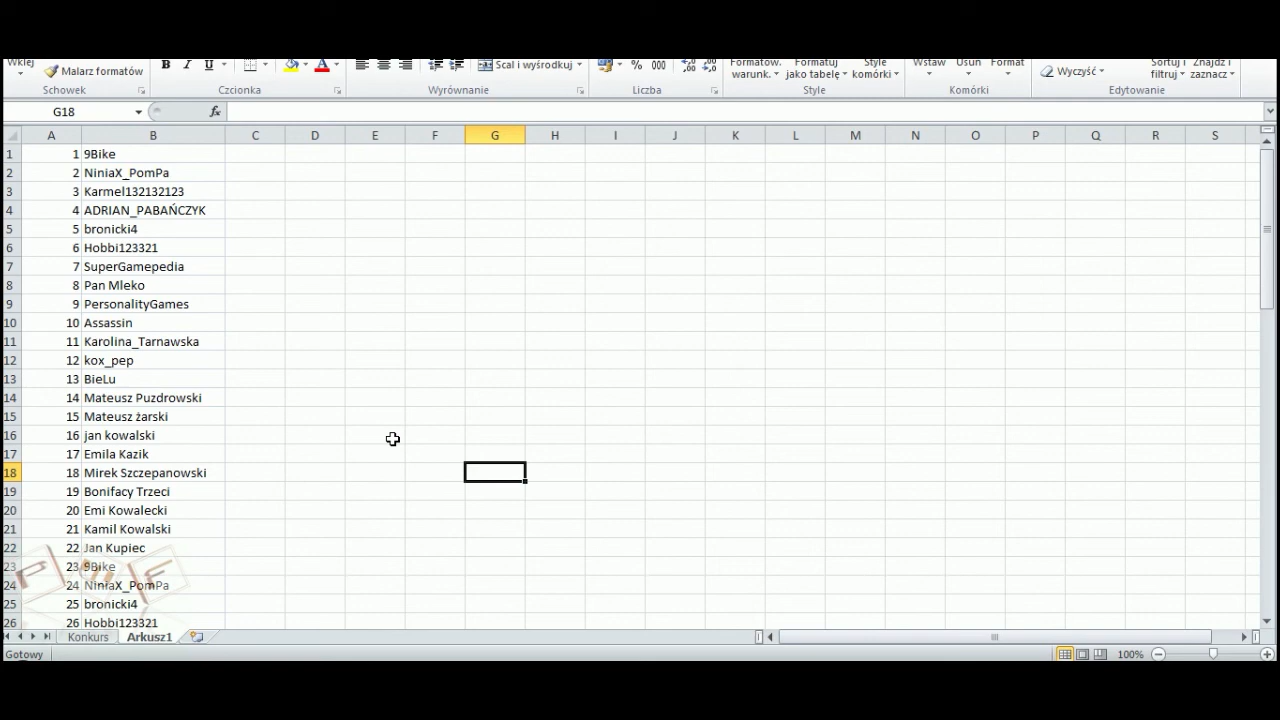 Wklej
Malarz formatów
B I U
A
Scal i wyśrodkuj
%
000
Formatow. Formatuj Style
warunk. jako tabelę komórki
Wstaw Usuń Format
Wyczyść
Sortuj i Znajdź i
filtruj zaznacz
Schowek Czcionka Wyrównanie Liczba Style Komórki Edytowanie
G18 fx
A B C D E F G H I J K L M N O P Q R S
1 1 9Bike
2 2 NiniaX_PomPa
3 3 Karmel132132123
4 4 ADRIAN_PABAŃCZYK
5 5 bronicki4
6 6 Hobbi123321
7 7 SuperGamepedia
8 8 Pan Mleko
9 9 PersonalityGames
10 10 Assassin
11 11 Karolina_Tarnawska
12 12 kox_pep
13 13 BieLu
14 14 Mateusz Puzdrowski
15 15 Mateusz żarski
16 16 jan kowalski
17 17 Emila Kazik
18 18 Mirek Szczepanowski
19 19 Bonifacy Trzeci
20 20 Emi Kowalecki
21 21 Kamil Kowalski
22 22 Jan Kupiec
23 23 9Bike
24 24 NiniaX_PomPa
25 25 bronicki4
26 26 Hobbi123321
Konkurs Arkusz1
Gotowy 100%